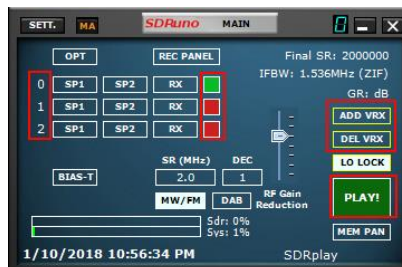 SETT. MA SDRuno MAIN 8 X
OPT REC PANEL Final SR: 2000000
IFBW: 1.536MHz (ZIF)
GR: dB
0 SP1 SP2 RX ADD VRX
1 SP1 SP2 RX DEL VRX
2 SP1 SP2 RX
LO LOCK
SR (MHz) DEC
BIAS-T 2.0 1 PLAY!
MW/FM DAB RF Gain
Reduction
Sdr: 0%
Sys: 1% MEM PAN
1/10/2018 10:56:34 PM SDRplay